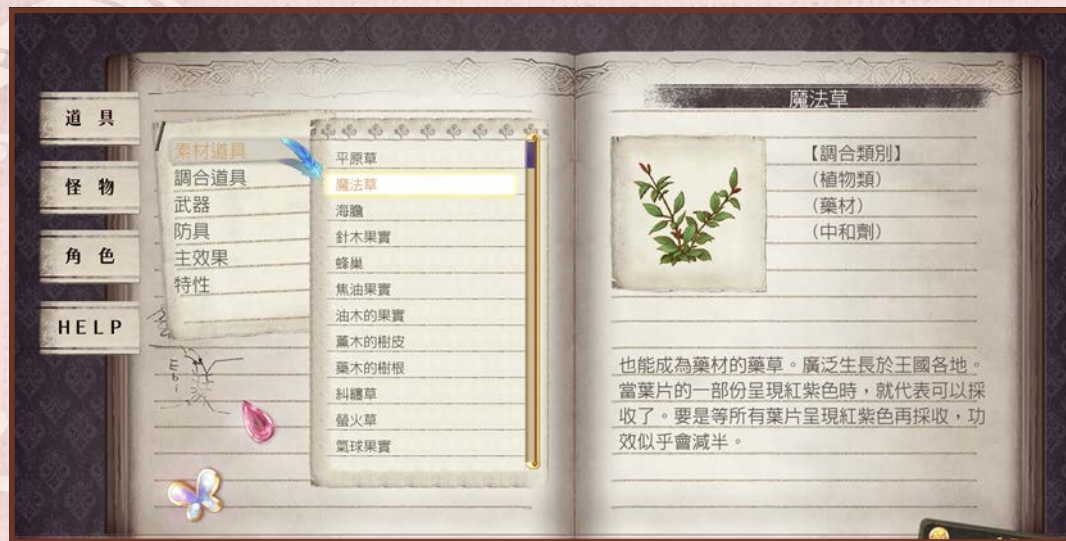 道具
怪物
角色
HELP
素材道具
調合道具
武器
防具
主效果
特性
平原草
魔法草
海膽
針木果實
蜂巢
焦油果實
油木的果實
薰木的樹皮
藥木的樹根
糾纏草
螢火草
氣球果實
魔法草
【調合類別】
(植物類)
(藥材)
(中和劑)
也能成為藥材的藥草。廣泛生長於王國各地。
當葉片的一部份呈現紅紫色時,就代表可以採
收了。要是等所有葉片呈現紅紫色再採收,功
效似乎會減半。